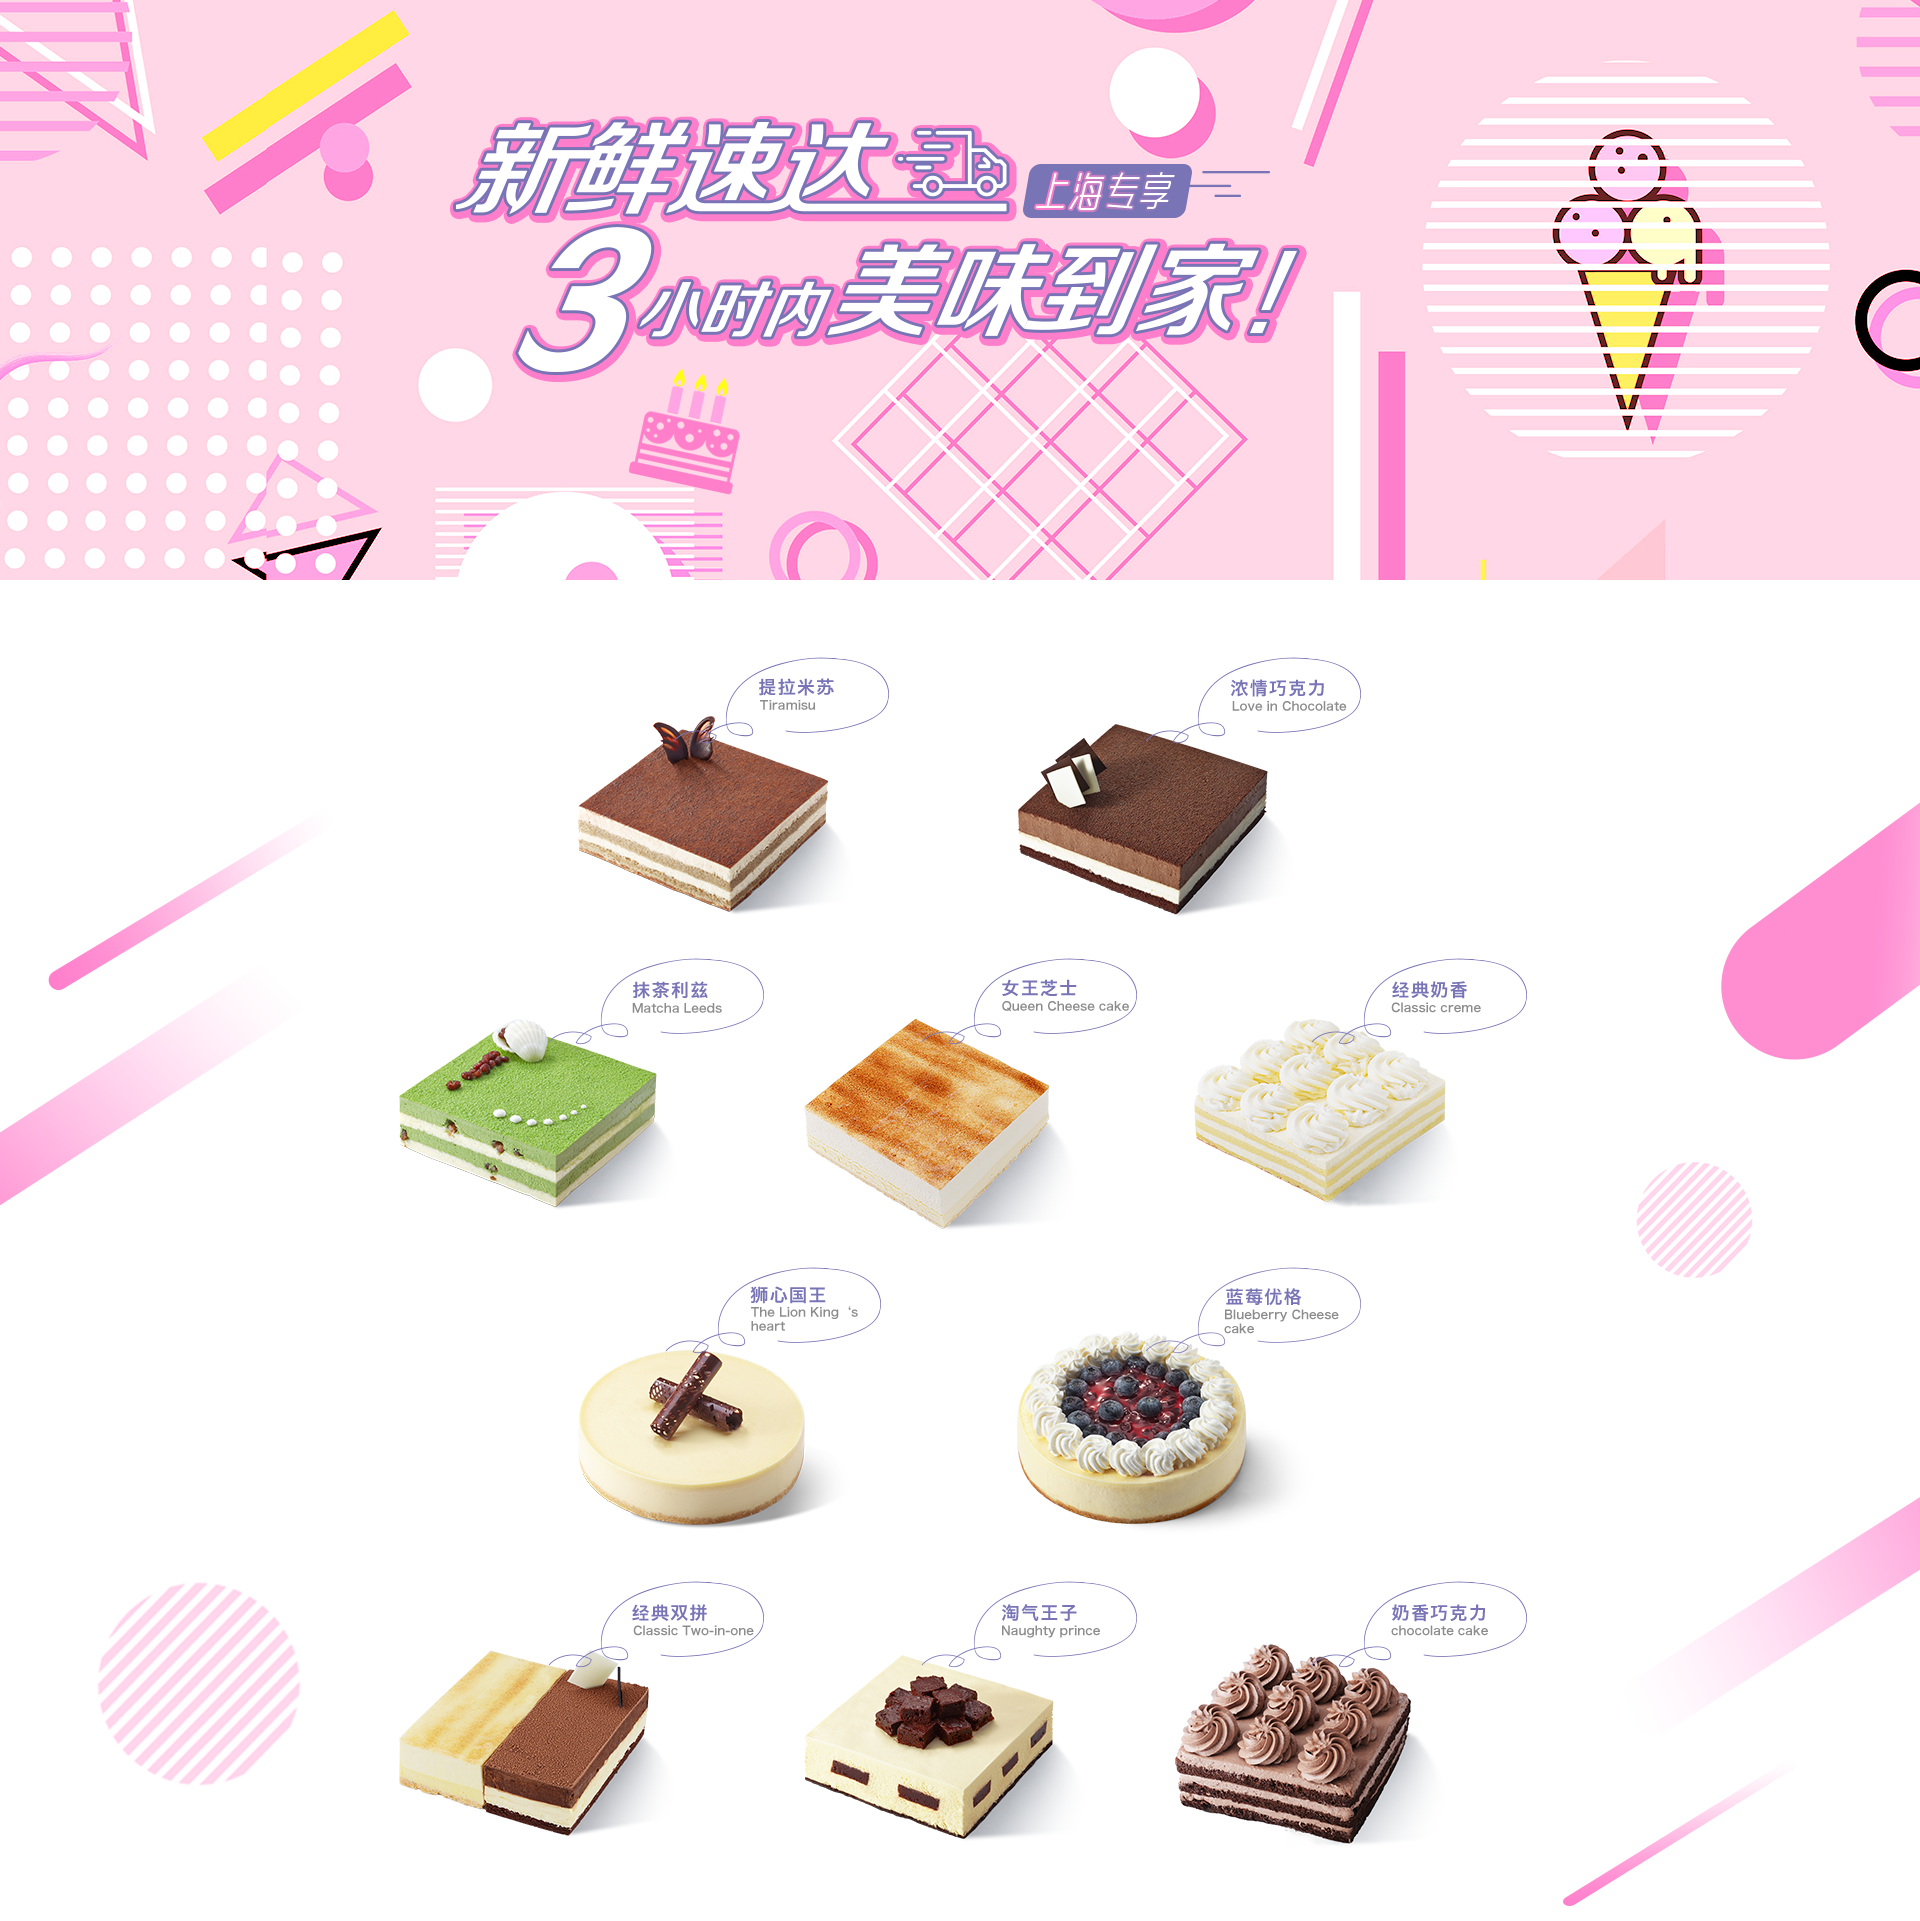 新鲜速达
上海专享
3小时内美味到家!
提拉米苏
Tiramisu
浓情巧克力
Love in Chocolate
抹茶利兹
Matcha Leeds
女王芝士
Queen Cheese cake
经典奶香
Classic creme
狮心国王
The Lion King‘s
heart
蓝莓优格
Blueberry Cheese
cake
经典双拼
Classic Two-in-one
淘气王子
Naughty prince
奶香巧克力
chocolate cake